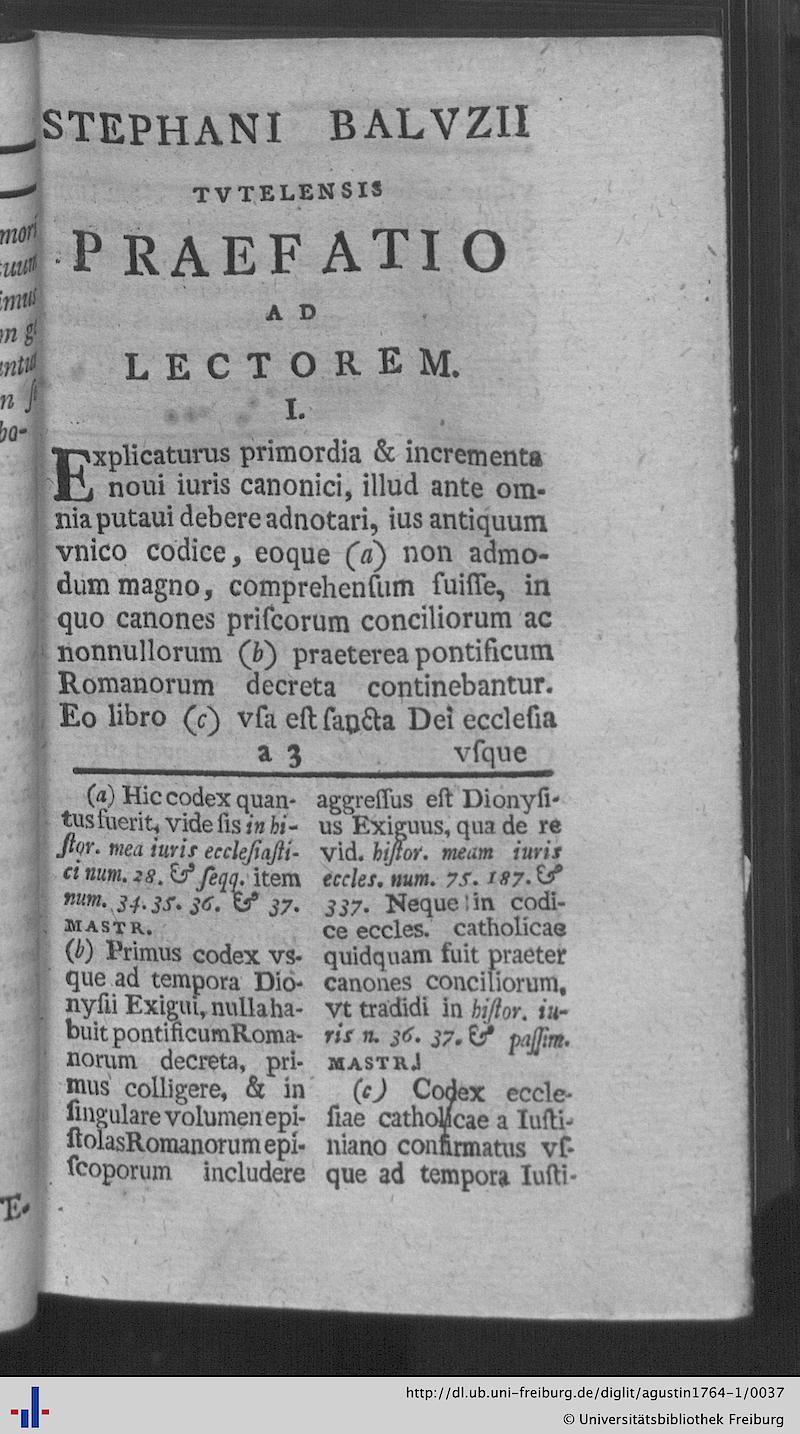 STEPHANI BALVZII
TVTELENSIS
PRAEFATIO
AD
LECTOREM.
I.
Explicaturus primordia & incrementa
noui iuris canonici, illud ante om-
nia putaui debere adnotari, ius antiquum
vnico codice, eoque (a) non admo-
dum magno, comprehenſum fuiſſe, in
quo canones priſcorum conciliorum ac
nonnullorum (b) praeterea pontificum
Romanorum decreta continebantur.
Eo libro (c) vſa eſt ſancta Dei eccleſia
a 3 vſque
(a) Hic codex quan-
tus fuerit, vide ſis in hi-
ſtor. mea iuris eccleſiaſti-
ci num. 28. & ſeqq. item
num. 34. 35. 36. & 37.
MASTR.
(b) Primus codex vs-
que ad tempora Dio-
nyſii Exigui, nulla ha-
buit pontificum Roma-
norum decreta, pri-
mus colligere, & in
ſingulare volumen epi-
ſtolas Romanorum epi-
ſcoporum includere
aggreſſus eſt Dionyſi-
us Exiguus, qua de re
vid. hiſtor. meam iuris
eccles. num. 75. 187. &
337. Neque in codi-
ce eccles. catholicae
quidquam fuit praeter
canones conciliorum,
vt tradidi in hiſtor. iu-
ris n. 36. 37. & paſſim.
MASTR.
(c) Codex eccle-
ſiae catholicae a Iuſti-
niano confirmatus vſ-
que ad tempora Iuſti-
mori
imus
ba-
http://dl.ub.uni-freiburg.de/diglit/agustin1764-1/0037
© Universitätsbibliothek Freiburg